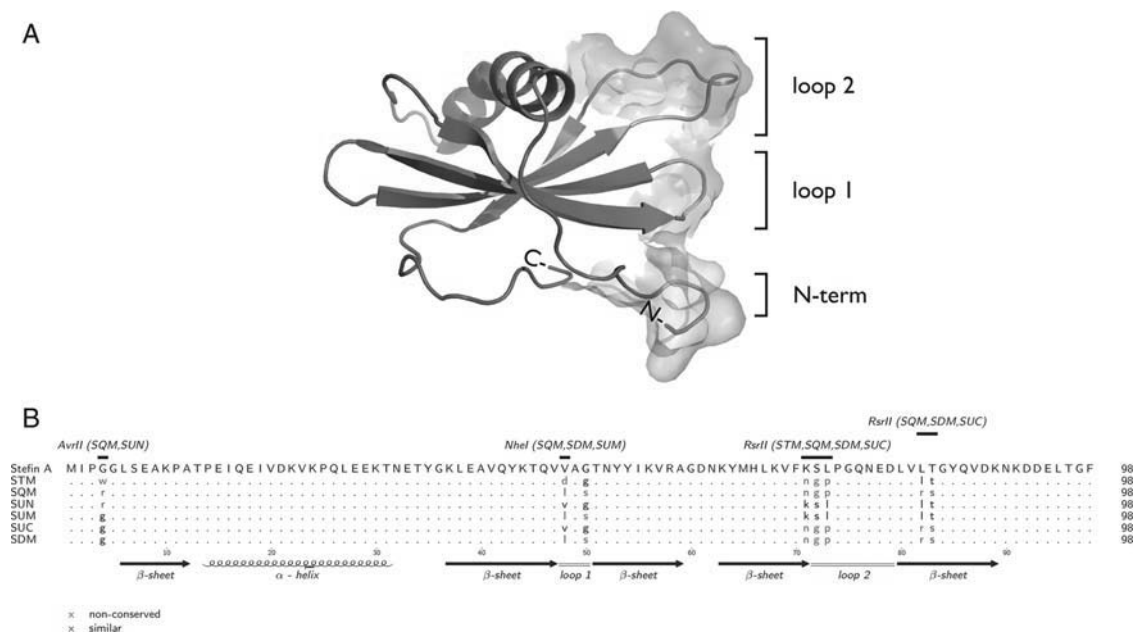 A
loop 2
loop 1
N-term
C
N
B
RsrII (SQM,SDM,SUC)
AvrII (SQM,SUN) NheI (SQM,SDM,SUM) RsrII (STM,SQM,SDM,SUC)
Stefin A MIPGGLSEAKPATPEIQEIVDKVKPQLEEKTNETYGKLEAVQYKTQVVAGTNYYIKVRAGDNKYMHLKVFKSLPGQNEDLVLTGYQVDKNKDDELTGF 98
STM ...w...........................................d.g....................ngp........lt............... 98
SQM ...r...........................................l.s....................ngp........rs............... 98
SUN ...r...........................................v.g....................ksl........lt............... 98
SUM ...g...........................................l.s....................ksl........lt............... 98
SUC ...g...........................................v.g....................ngp........rs............... 98
SDM ...g...........................................l.s....................ngp........rs............... 98
10 20 30 40 50 60 70 80 90
β-sheet α - helix β-sheet loop 1 β-sheet β-sheet loop 2 β-sheet
x non-conserved
x similar